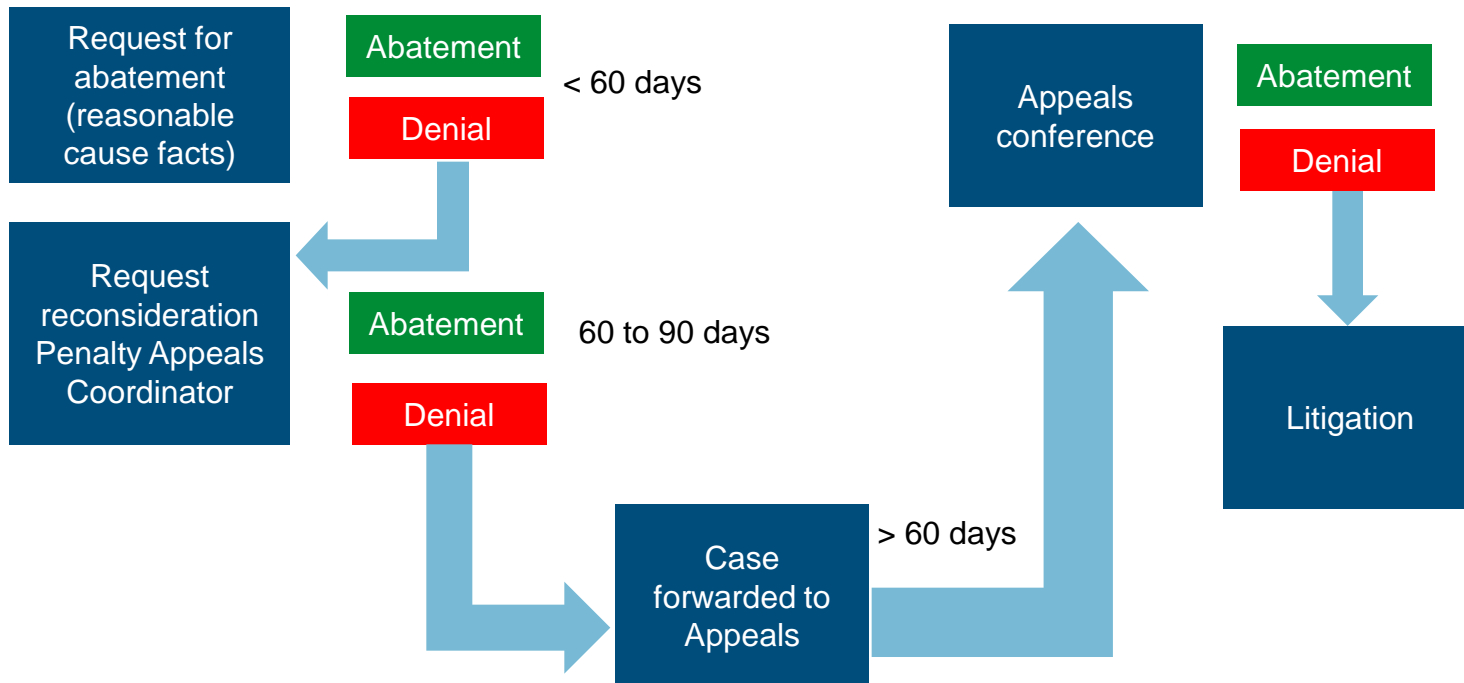 Request for
abatement
(reasonable
cause facts)
Abatement
< 60 days
Denial
Request
reconsideration
Penalty Appeals
Coordinator
Abatement
60 to 90 days
Denial
Case
forwarded to
Appeals
> 60 days
Appeals
conference
Abatement
Denial
Litigation